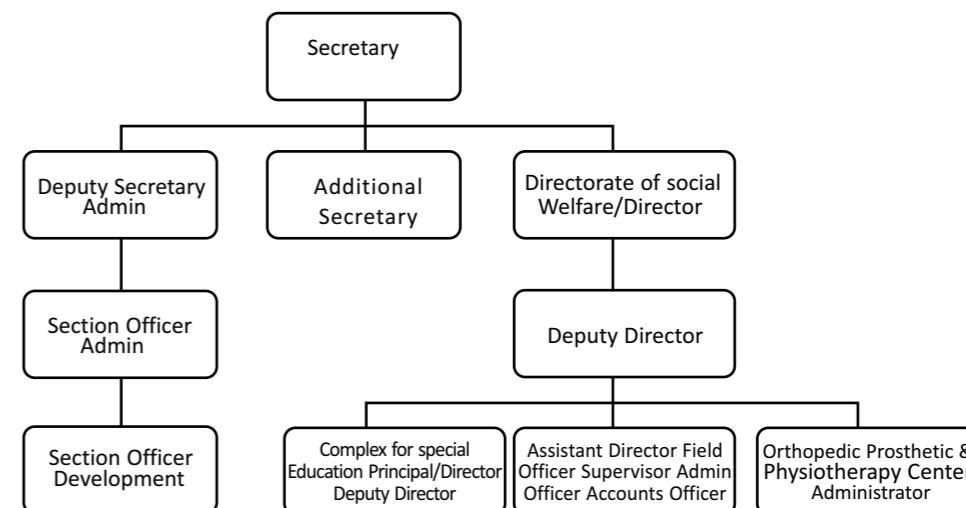 Secretary
Deputy Secretary
Admin
Additional
Secretary
Directorate of social
Welfare/Director
Section Officer
Admin
Deputy Director
Section Officer
Development
Complex for special
Education Principal/Director
Deputy Director
Assistant Director Field
Officer Supervisor Admin
Officer Accounts Officer
Orthopedic Prosthetic &
Physiotherapy Center
Administrator